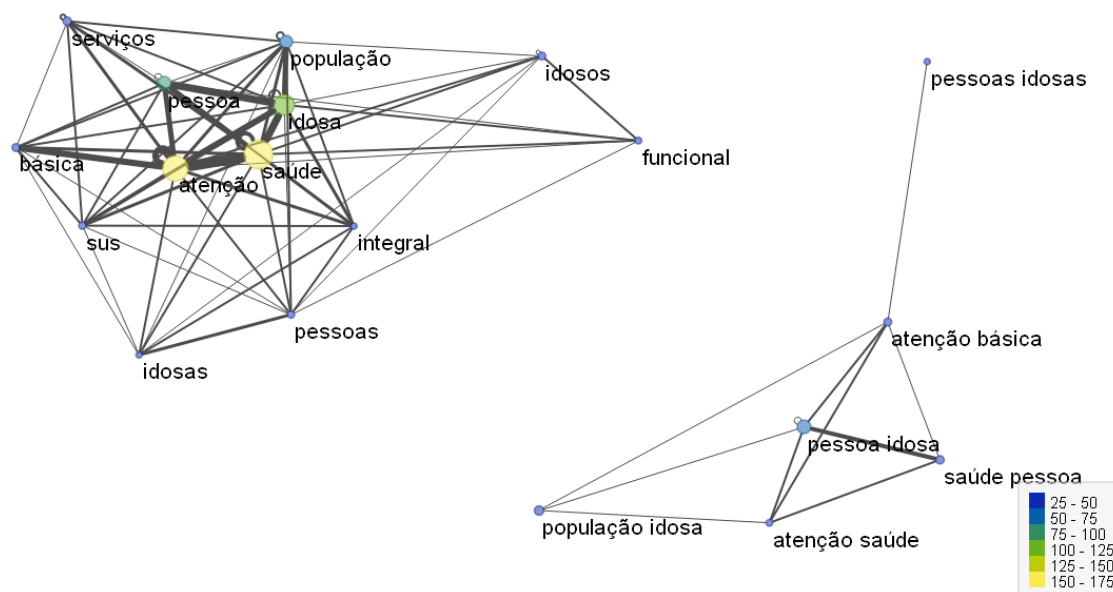 serviços
população
idosos
pessoas idosas
pessoa
idosa
funcional
básica
saúde
atenção
sus
integral
pessoas
atenção básica
idosas
pessoa idosa
saúde pessoa
população idosa
atenção saúde
25 - 50
50 - 75
75 - 100
100 - 125
125 - 150
150 - 175